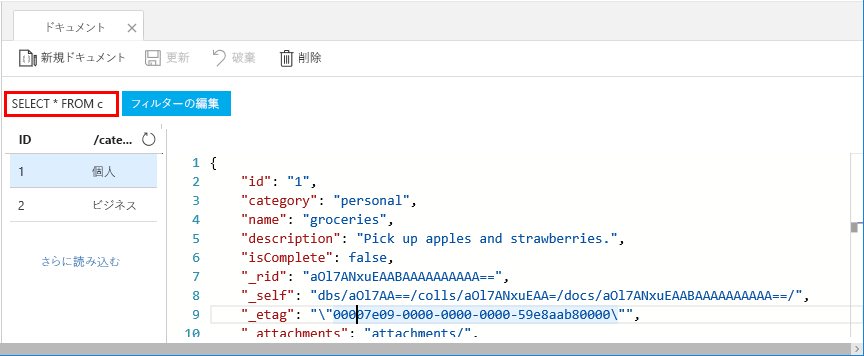 ドキュメント ×
新規ドキュメント 更新 破棄 削除
SELECT * FROM c フィルターの編集
ID /cate...
1 個人
2 ビジネス
さらに読み込む
1 {
2 "id": "1",
3 "category": "personal",
4 "name": "groceries",
5 "description": "Pick up apples and strawberries.",
6 "isComplete": false,
7 "_rid": "aOl7ANxuEAABAAAAAAAAAA==",
8 "_self": "dbs/aOl7AA==/colls/aOl7ANxuEAA=/docs/aOl7ANxuEAABAAAAAAAAAA==/",
9 "_etag": "\"00007e09-0000-0000-0000-59e8aab80000\"",
10 "_attachments": "attachments/",